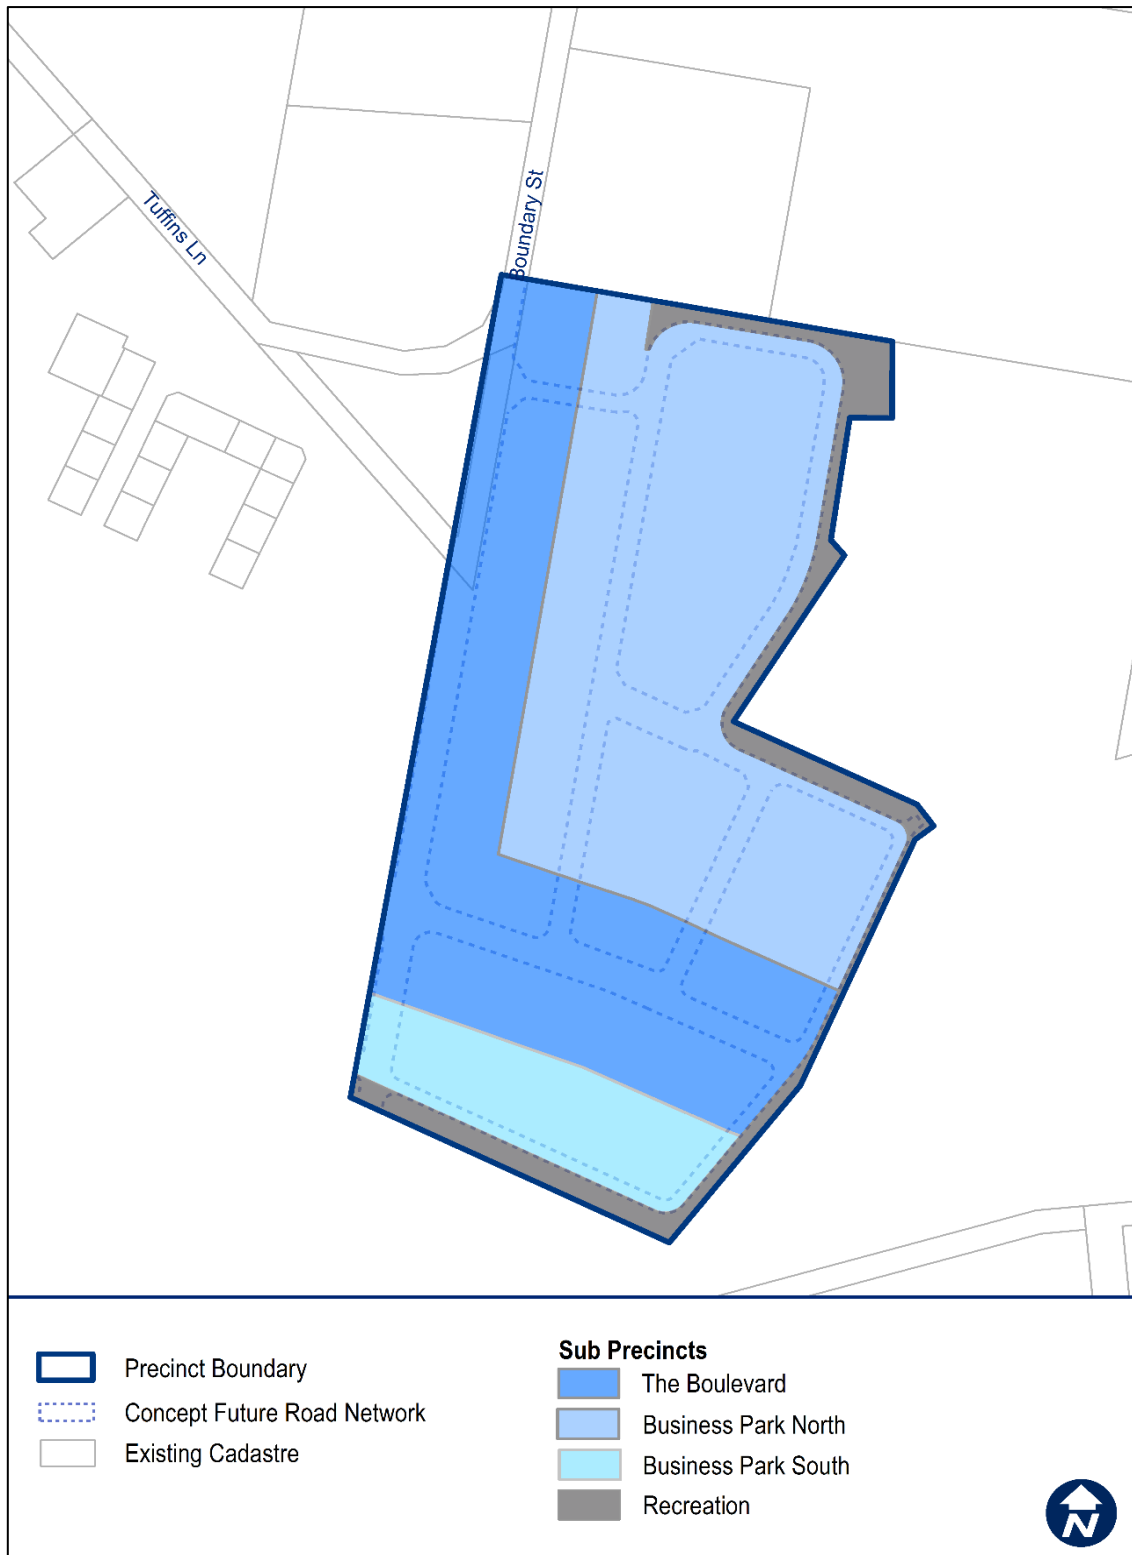 Boundary St
Tuffins Ln
Precinct Boundary
Concept Future Road Network
Existing Cadastre
Sub Precincts
The Boulevard
Business Park North
Business Park South
Recreation
N